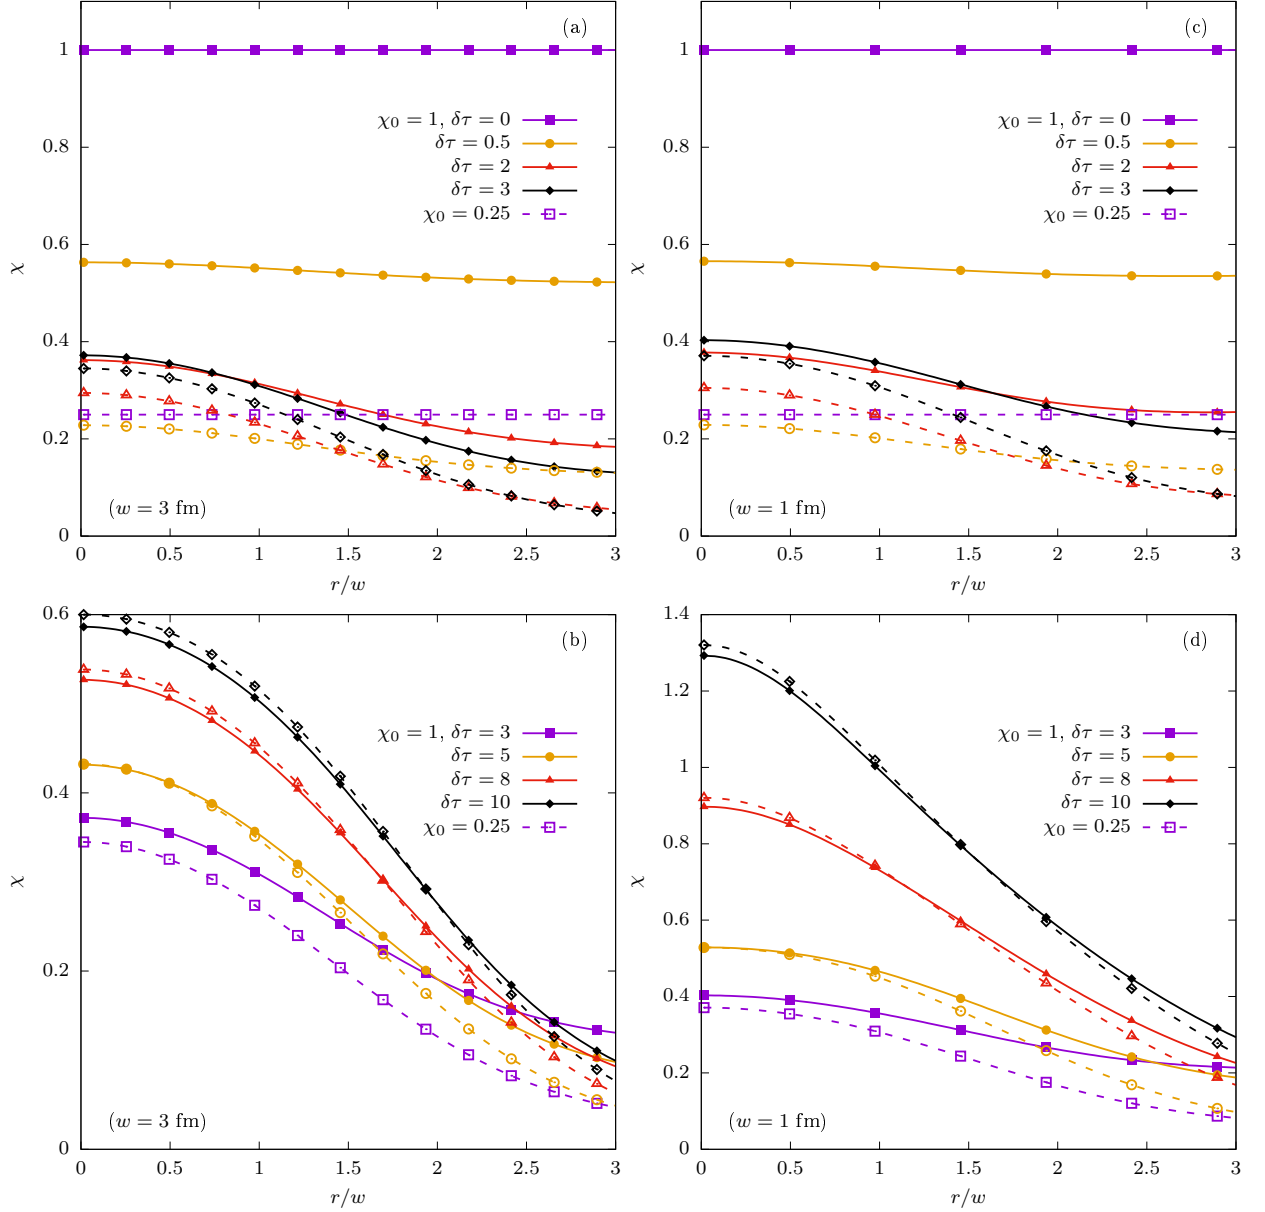 (a)
1
0.8
0.6
0.4
0.2
0
χ
χ₀ = 1, δτ = 0
δτ = 0.5
δτ = 2
δτ = 3
χ₀ = 0.25
(w = 3 fm)
0 0.5 1 1.5 2 2.5 3
r/w
(c)
1
0.8
0.6
0.4
0.2
0
χ
χ₀ = 1, δτ = 0
δτ = 0.5
δτ = 2
δτ = 3
χ₀ = 0.25
(w = 1 fm)
0 0.5 1 1.5 2 2.5 3
r/w
(b)
0.6
0.4
0.2
0
χ
χ₀ = 1, δτ = 3
δτ = 5
δτ = 8
δτ = 10
χ₀ = 0.25
(w = 3 fm)
0 0.5 1 1.5 2 2.5 3
r/w
(d)
1.4
1.2
1
0.8
0.6
0.4
0.2
0
χ
χ₀ = 1, δτ = 3
δτ = 5
δτ = 8
δτ = 10
χ₀ = 0.25
(w = 1 fm)
0 0.5 1 1.5 2 2.5 3
r/w